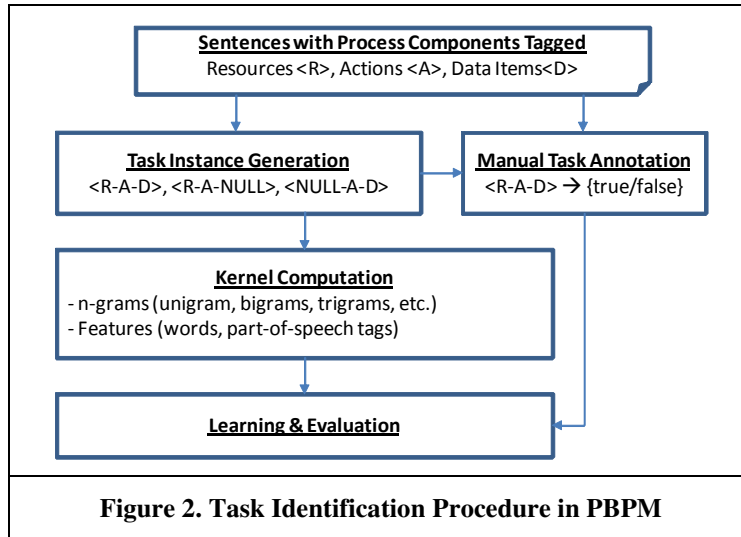 Sentences with Process Components Tagged
Resources <R>, Actions <A>, Data Items<D>
Task Instance Generation
<R-A-D>, <R-A-NULL>, <NULL-A-D>
Manual Task Annotation
<R-A-D> → {true/false}
Kernel Computation
- n-grams (unigram, bigrams, trigrams, etc.)
- Features (words, part-of-speech tags)
Learning & Evaluation
Figure 2. Task Identification Procedure in PBPM